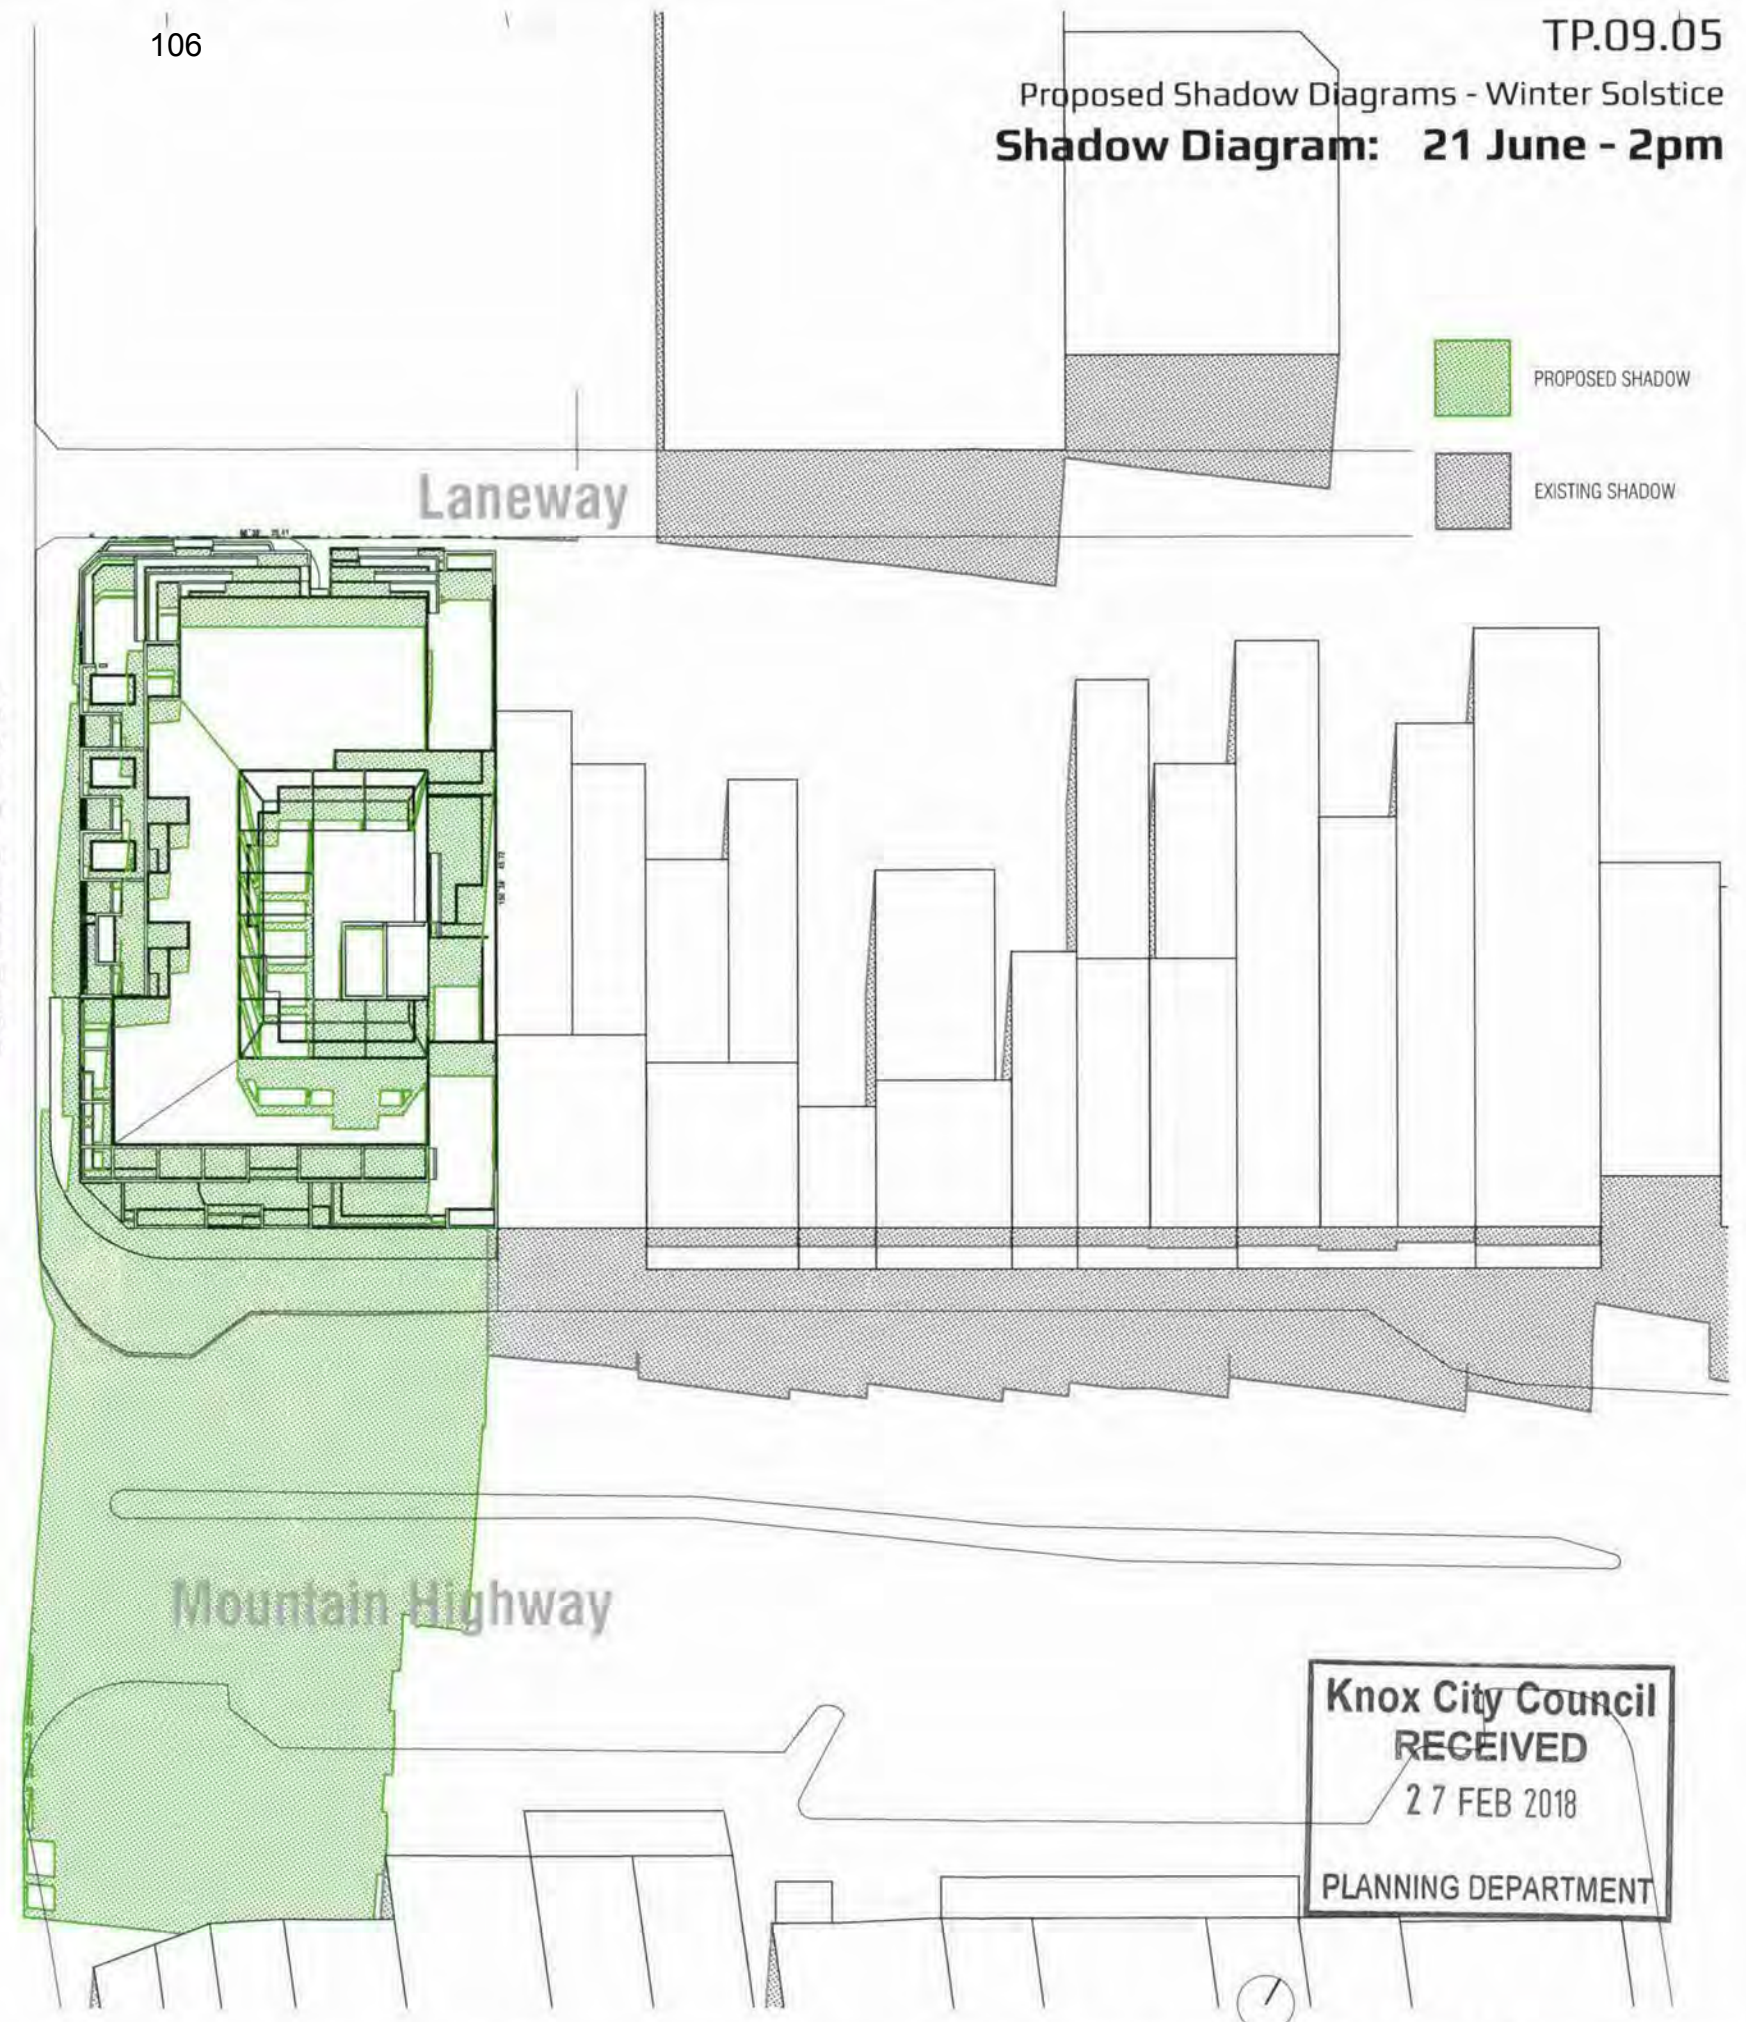 106
TP.09.05
Proposed Shadow Diagrams - Winter Solstice
Shadow Diagram: 21 June - 2pm
PROPOSED SHADOW
EXISTING SHADOW
Laneway
Mountain Highway
Knox City Council
RECEIVED
27 FEB 2018
PLANNING DEPARTMENT